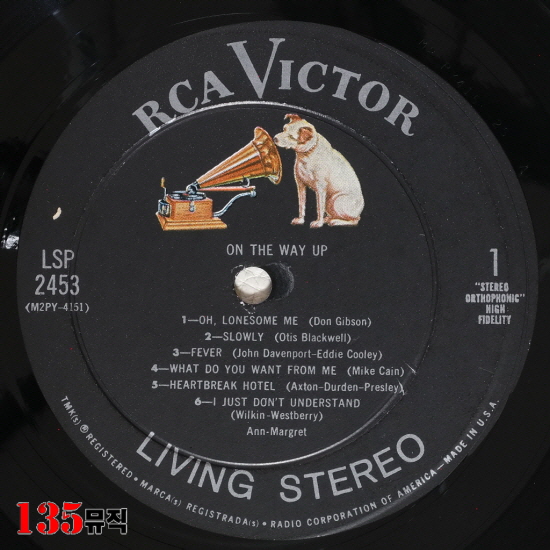 RCA VICTOR
ON THE WAY UP
LSP
2453
(M2PY-4151)
1
"STEREO
ORTHOPHONIC"
HIGH
FIDELITY
1—OH, LONESOME ME (Don Gibson)
2—SLOWLY (Otis Blackwell)
3—FEVER (John Davenport-Eddie Cooley)
4—WHAT DO YOU WANT FROM ME (Mike Cain)
5—HEARTBREAK HOTEL (Axton-Durden-Presley)
6—I JUST DON'T UNDERSTAND
(Wilkin-Westberry)
Ann-Margret
LIVING STEREO
TMK(s) ® REGISTERED • MARCA(s) REGISTRADA(s) • RADIO CORPORATION OF AMERICA—MADE IN U.S.A.
135뮤직